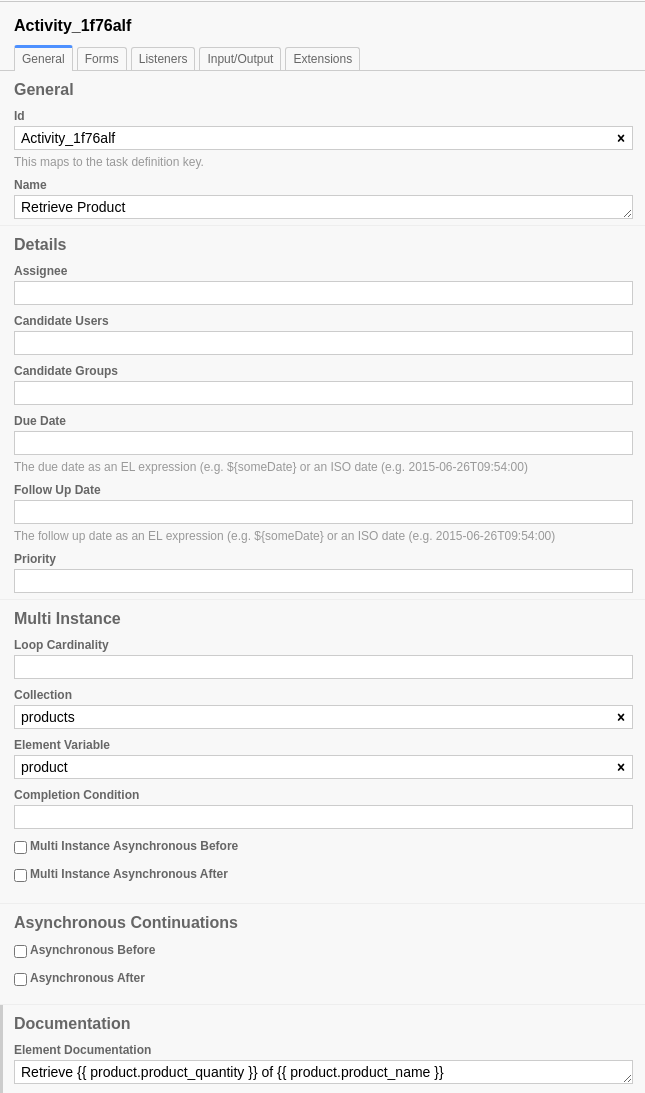 Activity_1f76alf
General Forms Listeners Input/Output Extensions
General
Id
Activity_1f76alf ×
This maps to the task definition key.
Name
Retrieve Product
Details
Assignee
Candidate Users
Candidate Groups
Due Date
The due date as an EL expression (e.g. ${someDate} or an ISO date (e.g. 2015-06-26T09:54:00)
Follow Up Date
The follow up date as an EL expression (e.g. ${someDate} or an ISO date (e.g. 2015-06-26T09:54:00)
Priority
Multi Instance
Loop Cardinality
Collection
products ×
Element Variable
product ×
Completion Condition
Multi Instance Asynchronous Before
Multi Instance Asynchronous After
Asynchronous Continuations
Asynchronous Before
Asynchronous After
Documentation
Element Documentation
Retrieve {{ product.product_quantity }} of {{ product.product_name }}